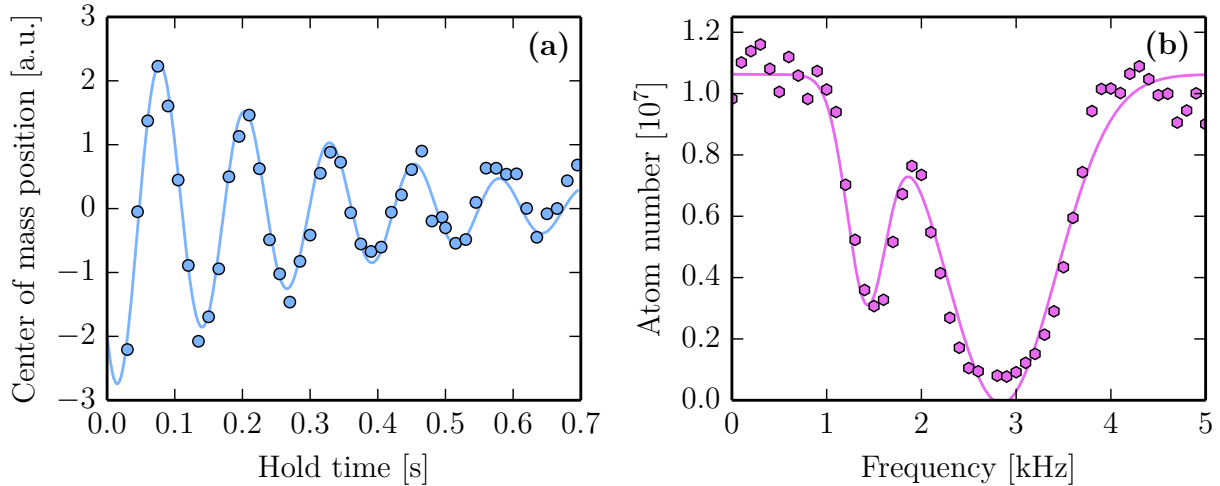 (a)
Center of mass position [a.u.]
3
2
1
0
−1
−2
−3
0.0 0.1 0.2 0.3 0.4 0.5 0.6 0.7
Hold time [s]
(b)
Atom number [10⁷]
1.2
1.0
0.8
0.6
0.4
0.2
0.0
0 1 2 3 4 5
Frequency [kHz]